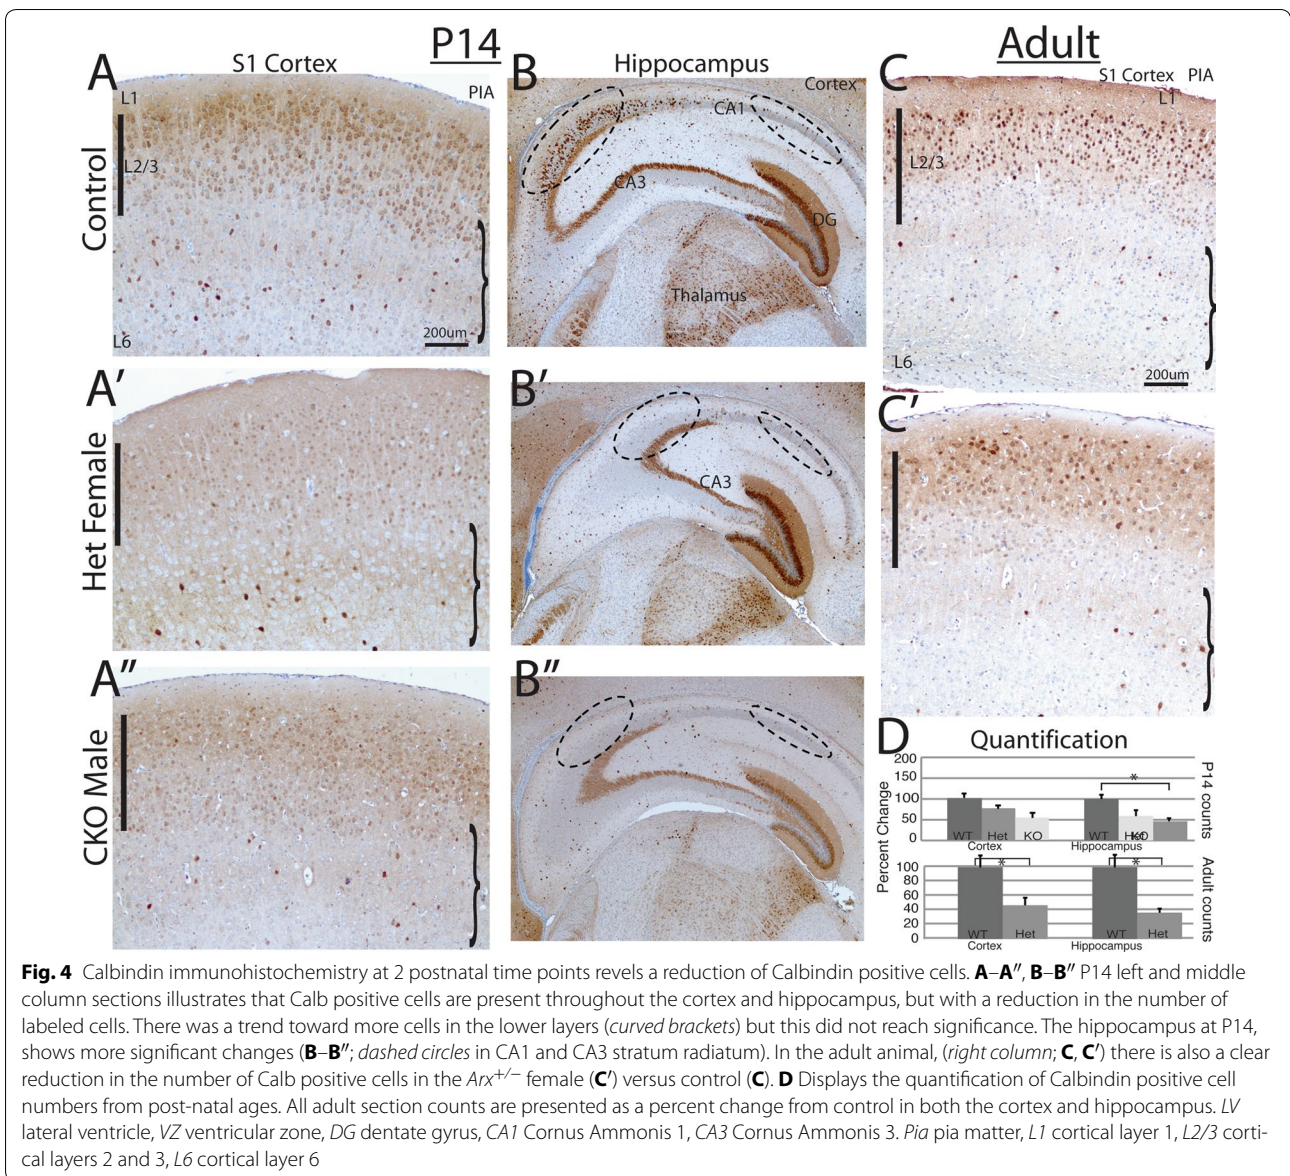 P14
Adult
A
S1 Cortex
B
Hippocampus
C
S1 Cortex PIA
L1
PIA
Cortex
L1
CA1
Control
L2/3
L2/3
CA3
DG
Thalamus
L6
200um
L6
200um
A′
B′
C′
Het Female
CA3
A″
B″
CKO Male
D
Quantification
Percent Change
200
150
100
50
0
*
WT Het KO
WT Het KO
Cortex
Hippocampus
P14 counts
100
80
60
40
20
0
*
*
WT Het
WT Het
Cortex
Hippocampus
Adult counts
Fig. 4 Calbindin immunohistochemistry at 2 postnatal time points revels a reduction of Calbindin positive cells. A–A″, B–B″ P14 left and middle
column sections illustrates that Calb positive cells are present throughout the cortex and hippocampus, but with a reduction in the number of
labeled cells. There was a trend toward more cells in the lower layers (curved brackets) but this did not reach significance. The hippocampus at P14,
shows more significant changes (B–B″; dashed circles in CA1 and CA3 stratum radiatum). In the adult animal, (right column; C, C′) there is also a clear
reduction in the number of Calb positive cells in the Arx+/− female (C′) versus control (C). D Displays the quantification of Calbindin positive cell
numbers from post-natal ages. All adult section counts are presented as a percent change from control in both the cortex and hippocampus. LV
lateral ventricle, VZ ventricular zone, DG dentate gyrus, CA1 Cornus Ammonis 1, CA3 Cornus Ammonis 3. Pia pia matter, L1 cortical layer 1, L2/3 corti-
cal layers 2 and 3, L6 cortical layer 6